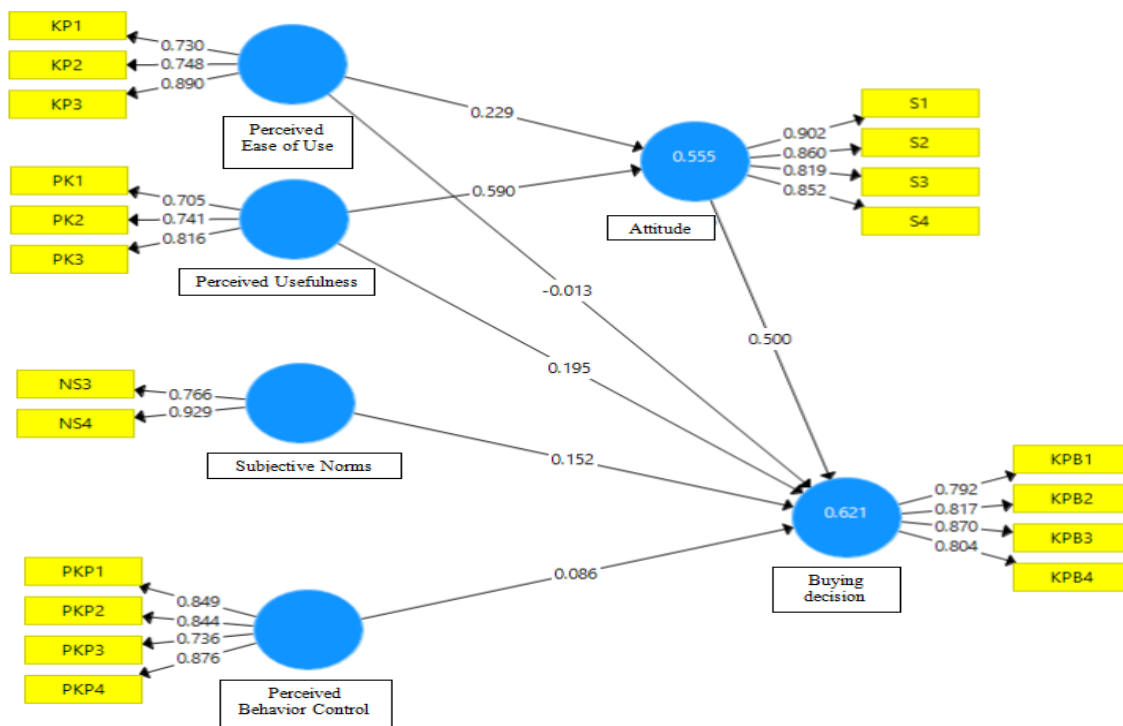 KP1
0.730
KP2
0.748
KP3
0.890
Perceived
Ease of Use
0.229
S1
0.902
S2
0.860
S3
0.819
S4
0.852
0.555
Attitude
PK1
0.705
PK2
0.741
PK3
0.816
0.590
Perceived Usefulness
-0.013
0.500
0.195
NS3
0.766
NS4
0.929
Subjective Norms
0.152
KPB1
0.792
KPB2
0.817
KPB3
0.870
KPB4
0.804
0.621
Buying
decision
PKP1
0.849
PKP2
0.844
PKP3
0.736
PKP4
0.876
0.086
Perceived
Behavior Control